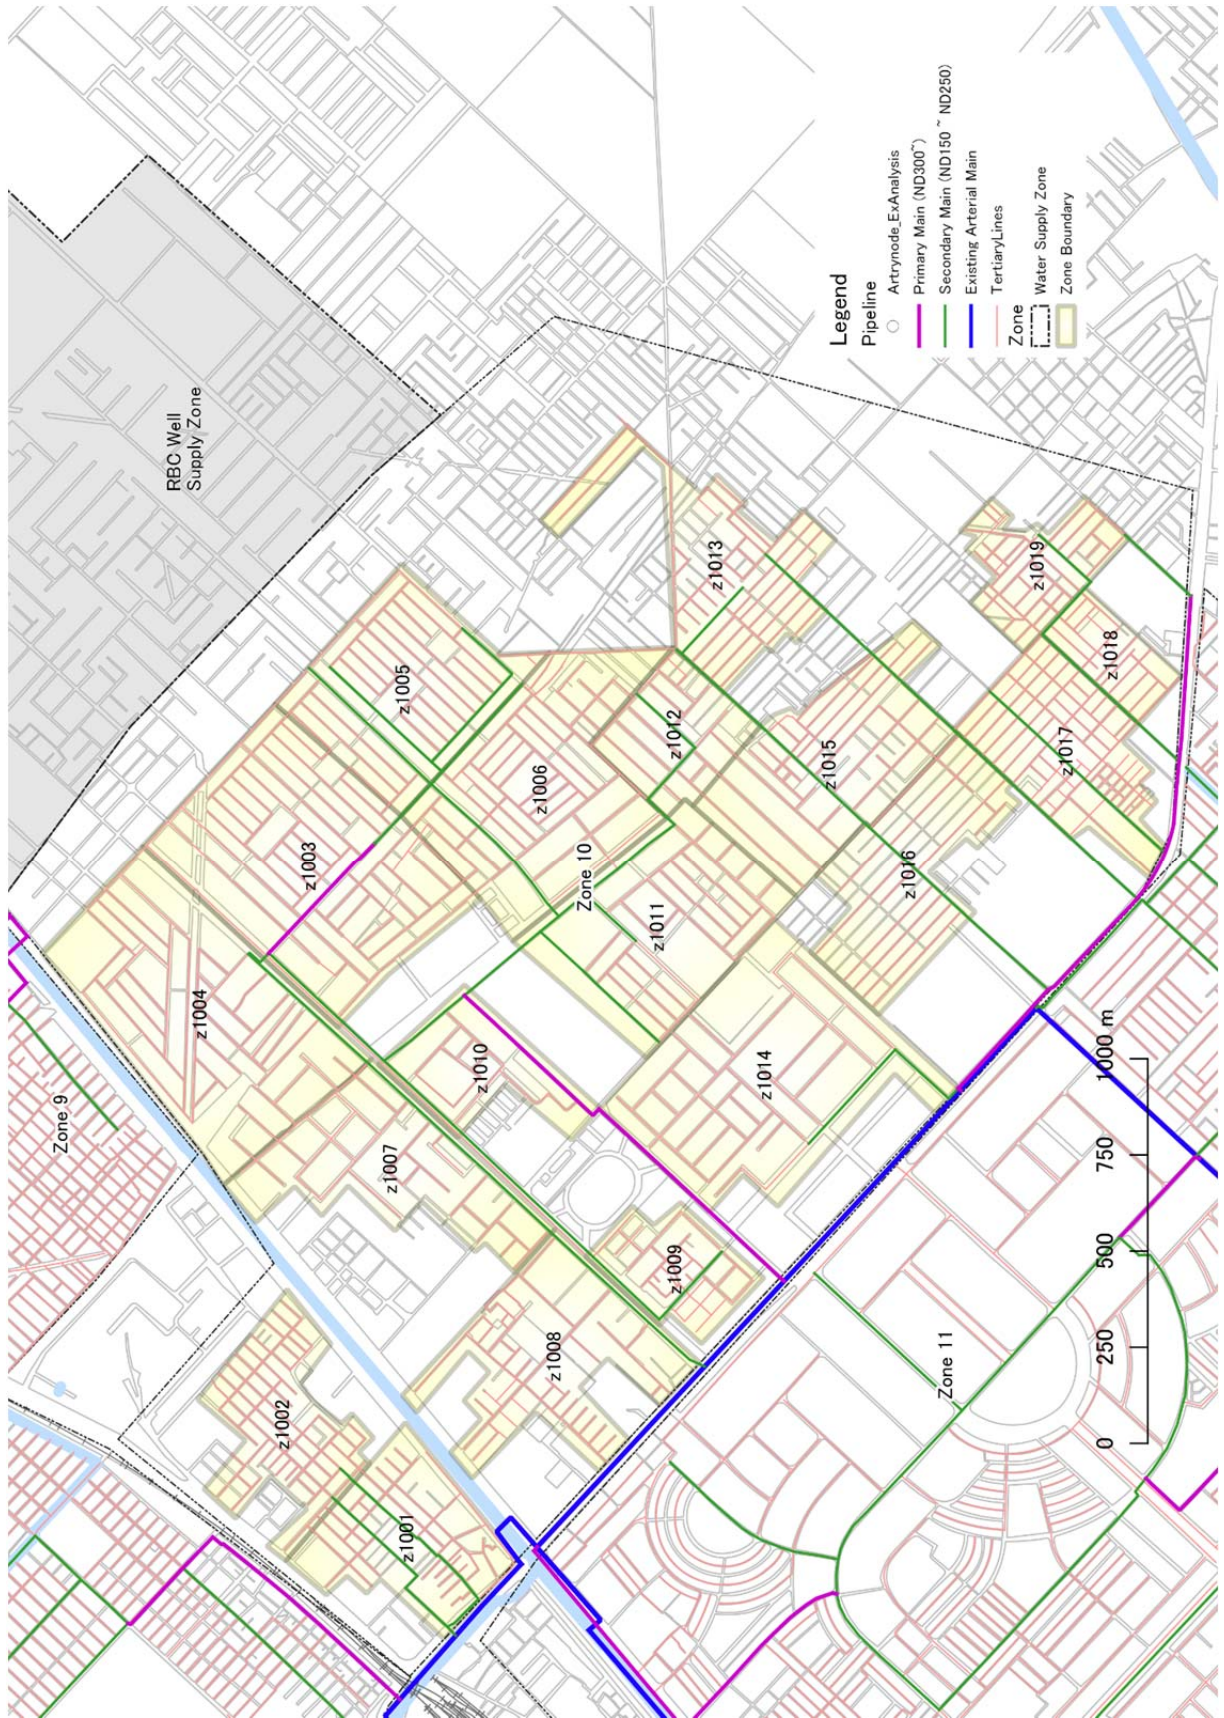 RBC Well
Supply Zone
Zone 9
z1004
z1003
z1005
z1006
z1007
z1010
Zone 10
z1011
z1012
z1013
z1002
z1001
z1008
z1009
z1014
z1015
z1016
z1017
z1018
z1019
Zone 11
0 250 500 750 1000 m
Legend
Pipeline
Artrynode_ExAnalysis
Primary Main (ND300~)
Secondary Main (ND150 ~ ND250)
Existing Arterial Main
TertiaryLines
Zone
Water Supply Zone
Zone Boundary